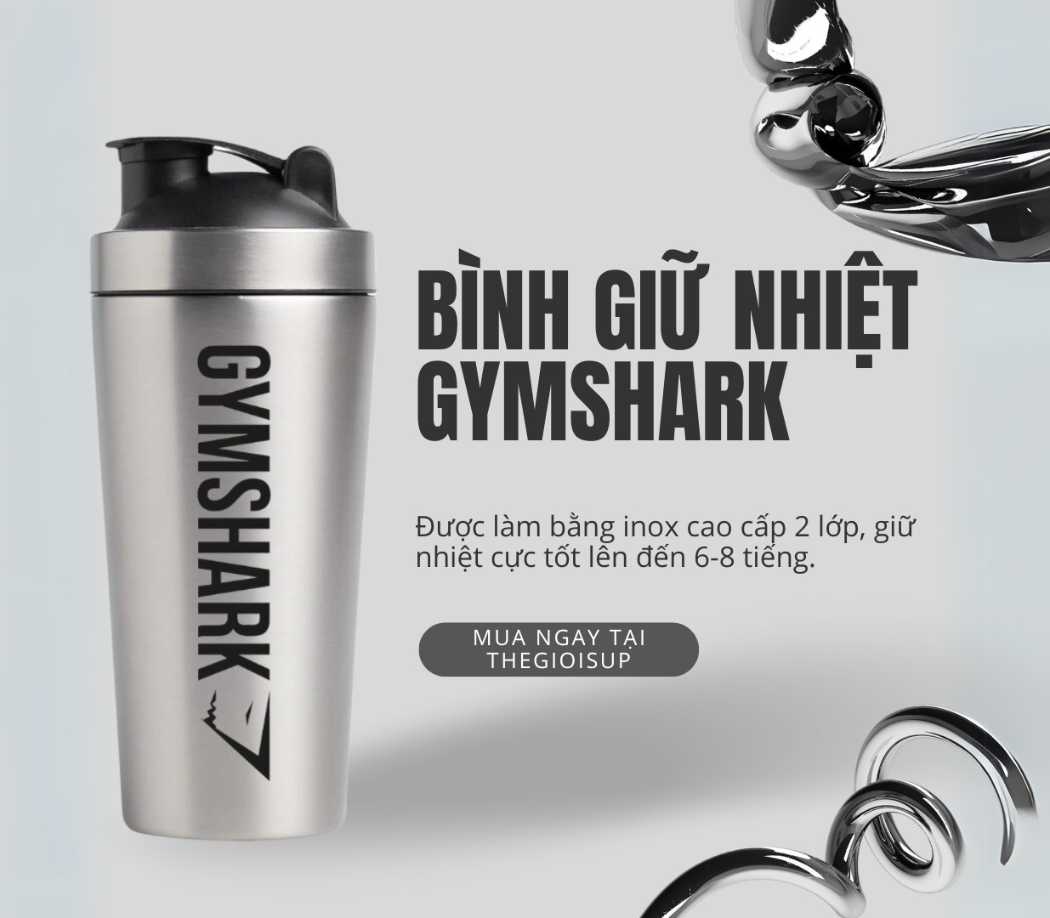 GYMSHARK
BÌNH GIỮ NHIỆT
GYMSHARK
Được làm bằng inox cao cấp 2 lớp, giữ
nhiệt cực tốt lên đến 6-8 tiếng.
MUA NGAY TẠI
THEGIOISUP